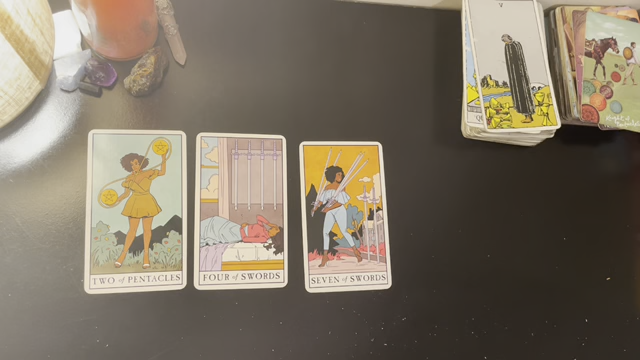 V
TWO of PENTACLES
FOUR of SWORDS
SEVEN of SWORDS